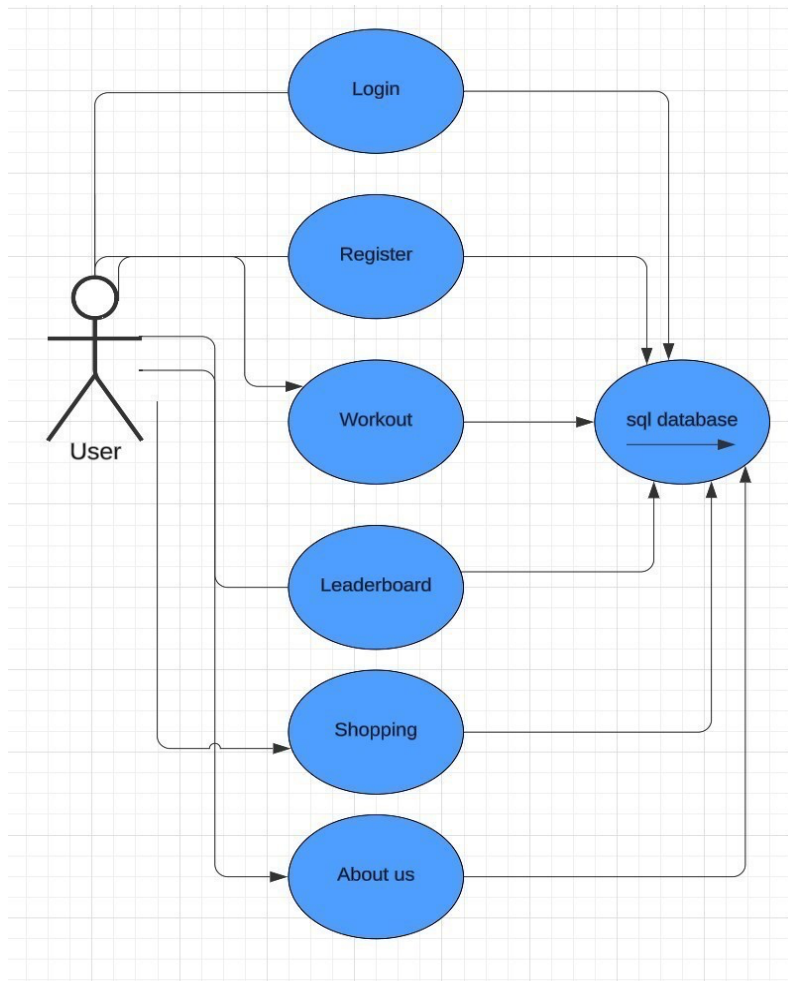 Login
Register
User
Workout
sql database
Leaderboard
Shopping
About us